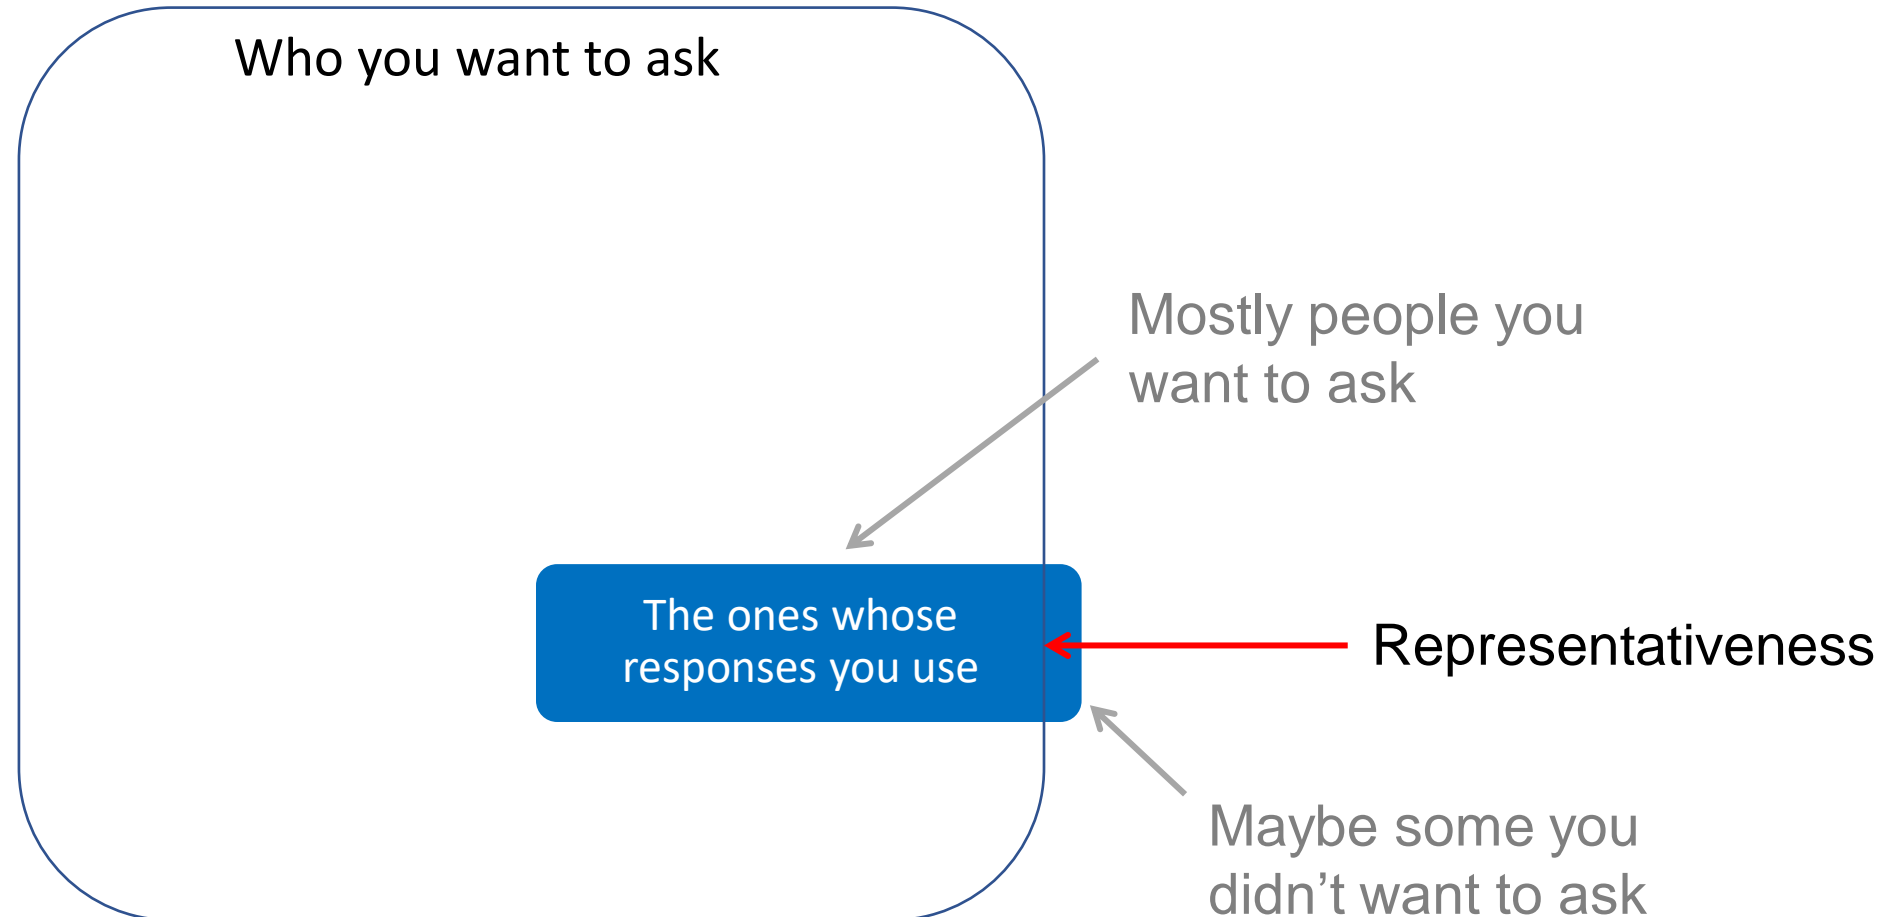 Who you want to ask
Mostly people you
want to ask
The ones whose
responses you use
Representativeness
Maybe some you
didn’t want to ask